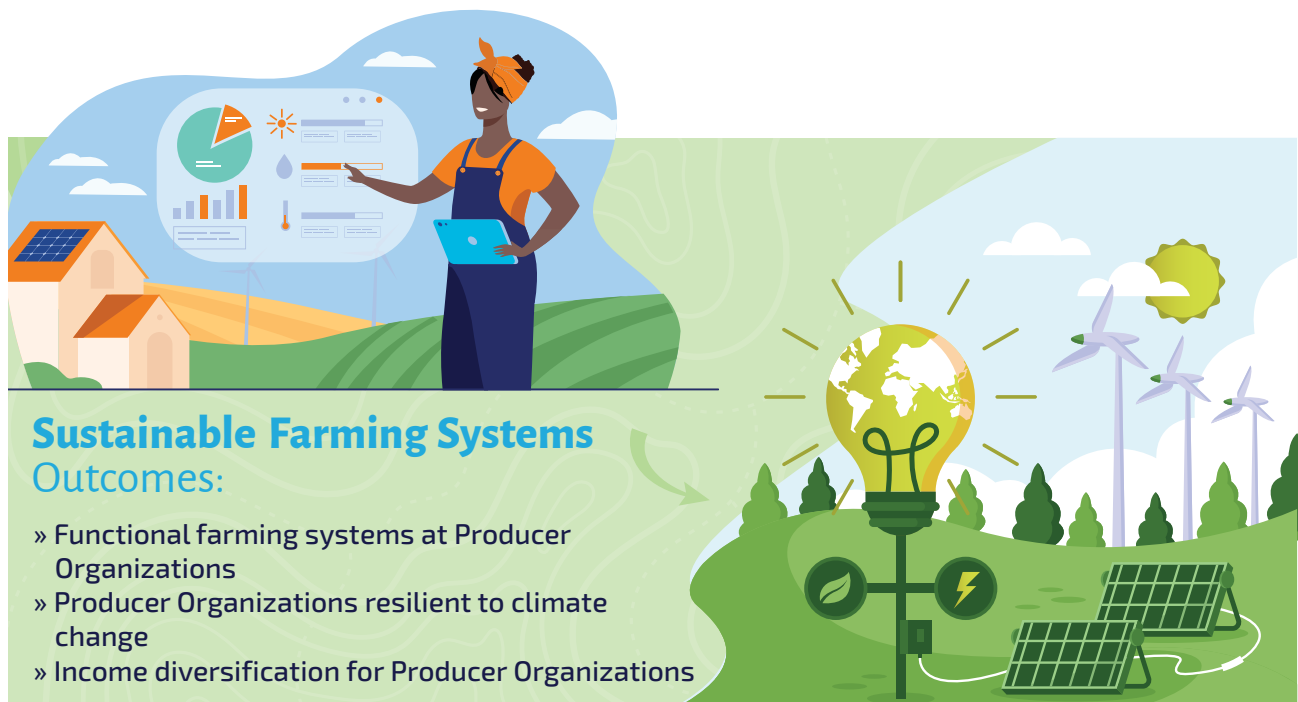 Sustainable Farming Systems
Outcomes:
» Functional farming systems at Producer
Organizations
» Producer Organizations resilient to climate
change
» Income diversification for Producer Organizations